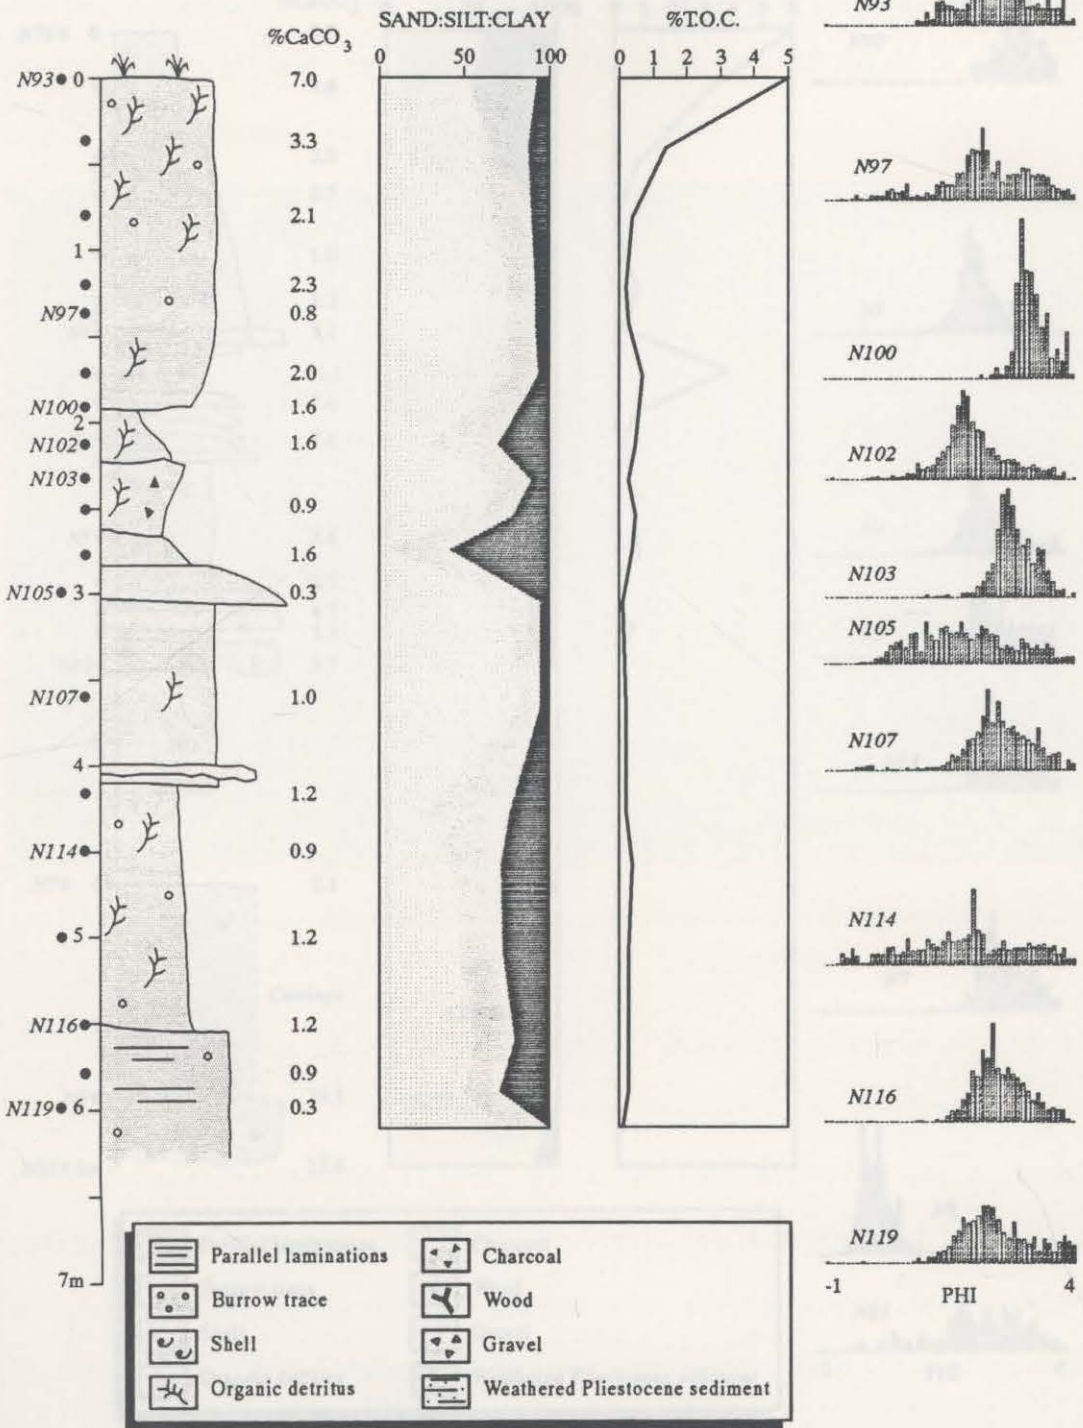 SAND:SILT:CLAY
%T.O.C.
N93
%CaCO3
0 50 100
0 1 2 3 4 5
N93 0 7.0
3.3
N97
2.1
1
2.3
N97 0.8
N100
2.0
N100 1.6
2
N102 1.6
N102
N103
0.9
1.6
N103
N105 3 0.3
N105
N107 1.0
N107
4
1.2
N114 0.9
N114
5 1.2
N116 1.2
0.9
N116
N119 6 0.3
N119
-1 PHI 4
7m
Parallel laminations
Charcoal
Burrow trace
Wood
Shell
Gravel
Organic detritus
Weathered Pliestocene sediment